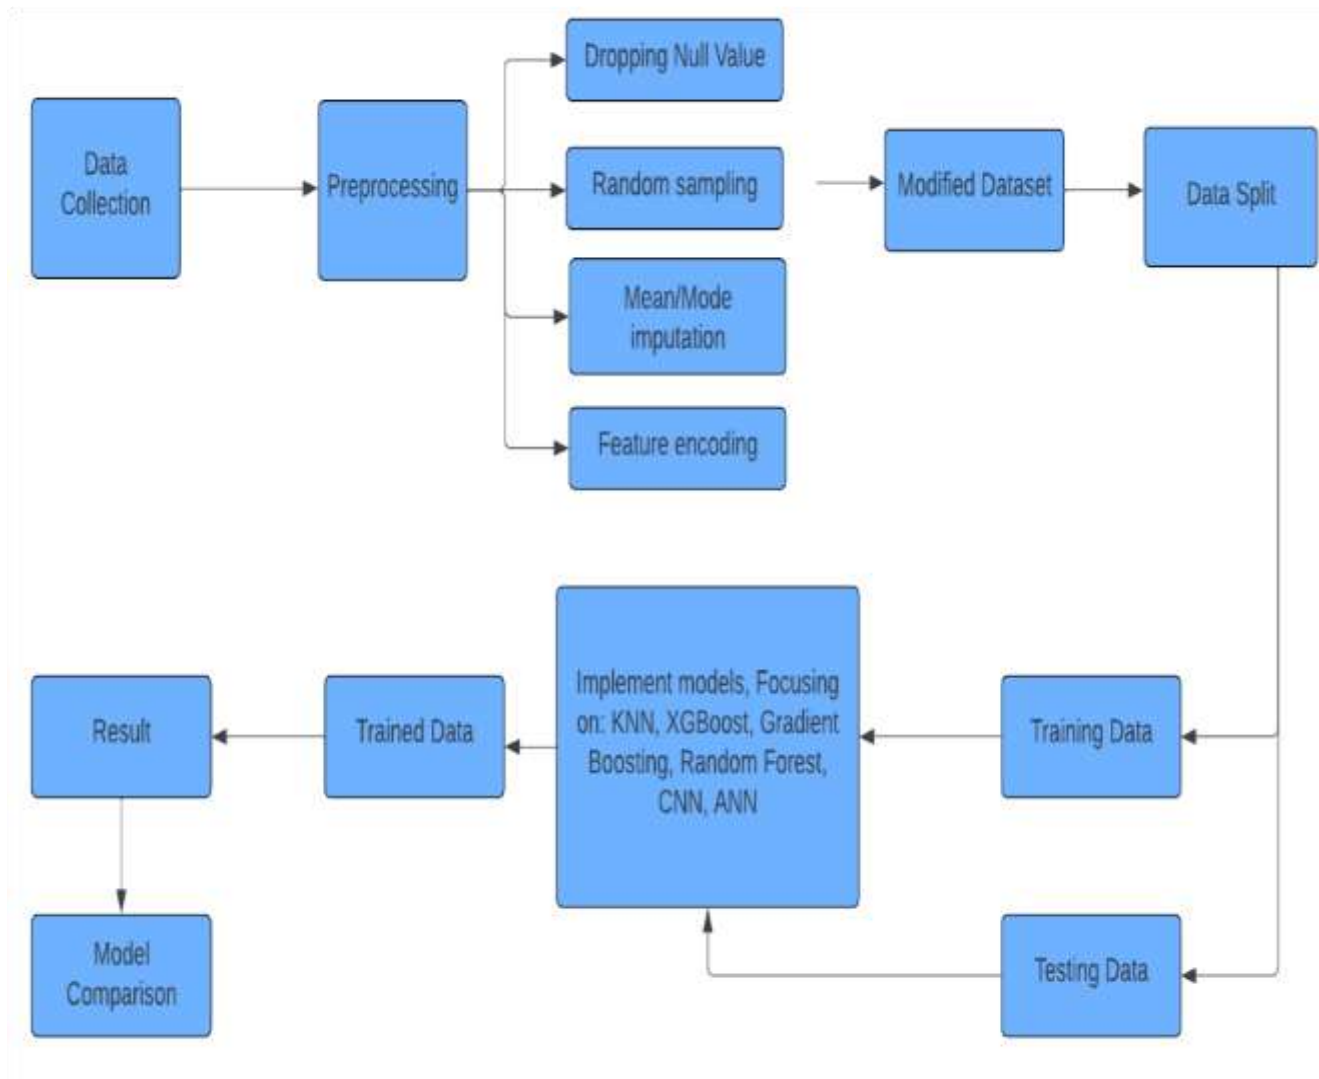 Data
Collection
Preprocessing
Dropping Null Value
Random sampling
Mean/Mode
imputation
Feature encoding
Modified Dataset
Data Split
Training Data
Testing Data
Implement models, Focusing
on: KNN, XGBoost, Gradient
Boosting, Random Forest,
CNN, ANN
Trained Data
Result
Model
Comparison